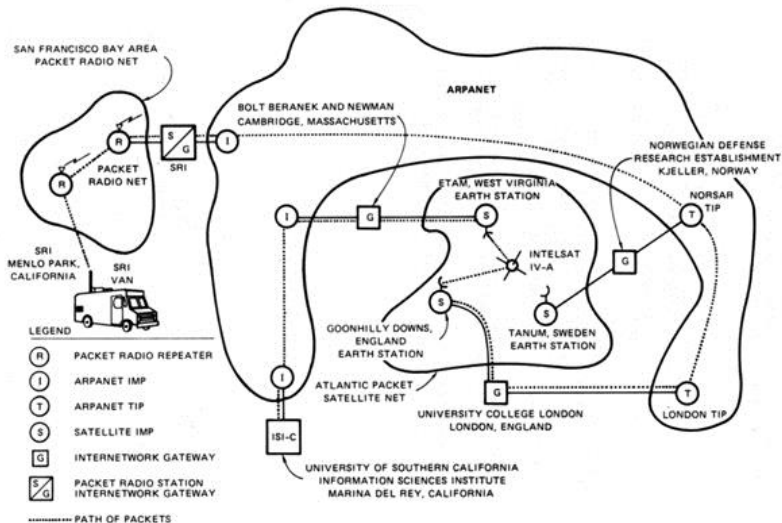 SAN FRANCISCO BAY AREA
PACKET RADIO NET
ARPANET
BOLT BERANEK AND NEWMAN
CAMBRIDGE, MASSACHUSETTS
NORWEGIAN DEFENSE
RESEARCH ESTABLISHMENT
KJELLER, NORWAY
R
S
G
I
PACKET
RADIO NET
SRI
R
ETAM, WEST VIRGINIA
EARTH STATION
NORSAR
TIP
I
G
S
T
SRI
MENLO PARK,
CALIFORNIA
SRI
VAN
INTELSAT
IV-A
G
S
S
GOONHILLY DOWNS,
ENGLAND
EARTH STATION
TANUM, SWEDEN
EARTH STATION
LEGEND
R PACKET RADIO REPEATER
I ARPANET IMP
T ARPANET TIP
S SATELLITE IMP
G INTERNETWORK GATEWAY
S
G
PACKET RADIO STATION
INTERNETWORK GATEWAY
PATH OF PACKETS
I
ATLANTIC PACKET
SATELLITE NET
G
T
UNIVERSITY COLLEGE LONDON
LONDON, ENGLAND
LONDON TIP
ISI-C
UNIVERSITY OF SOUTHERN CALIFORNIA
INFORMATION SCIENCES INSTITUTE
MARINA DEL REY, CALIFORNIA